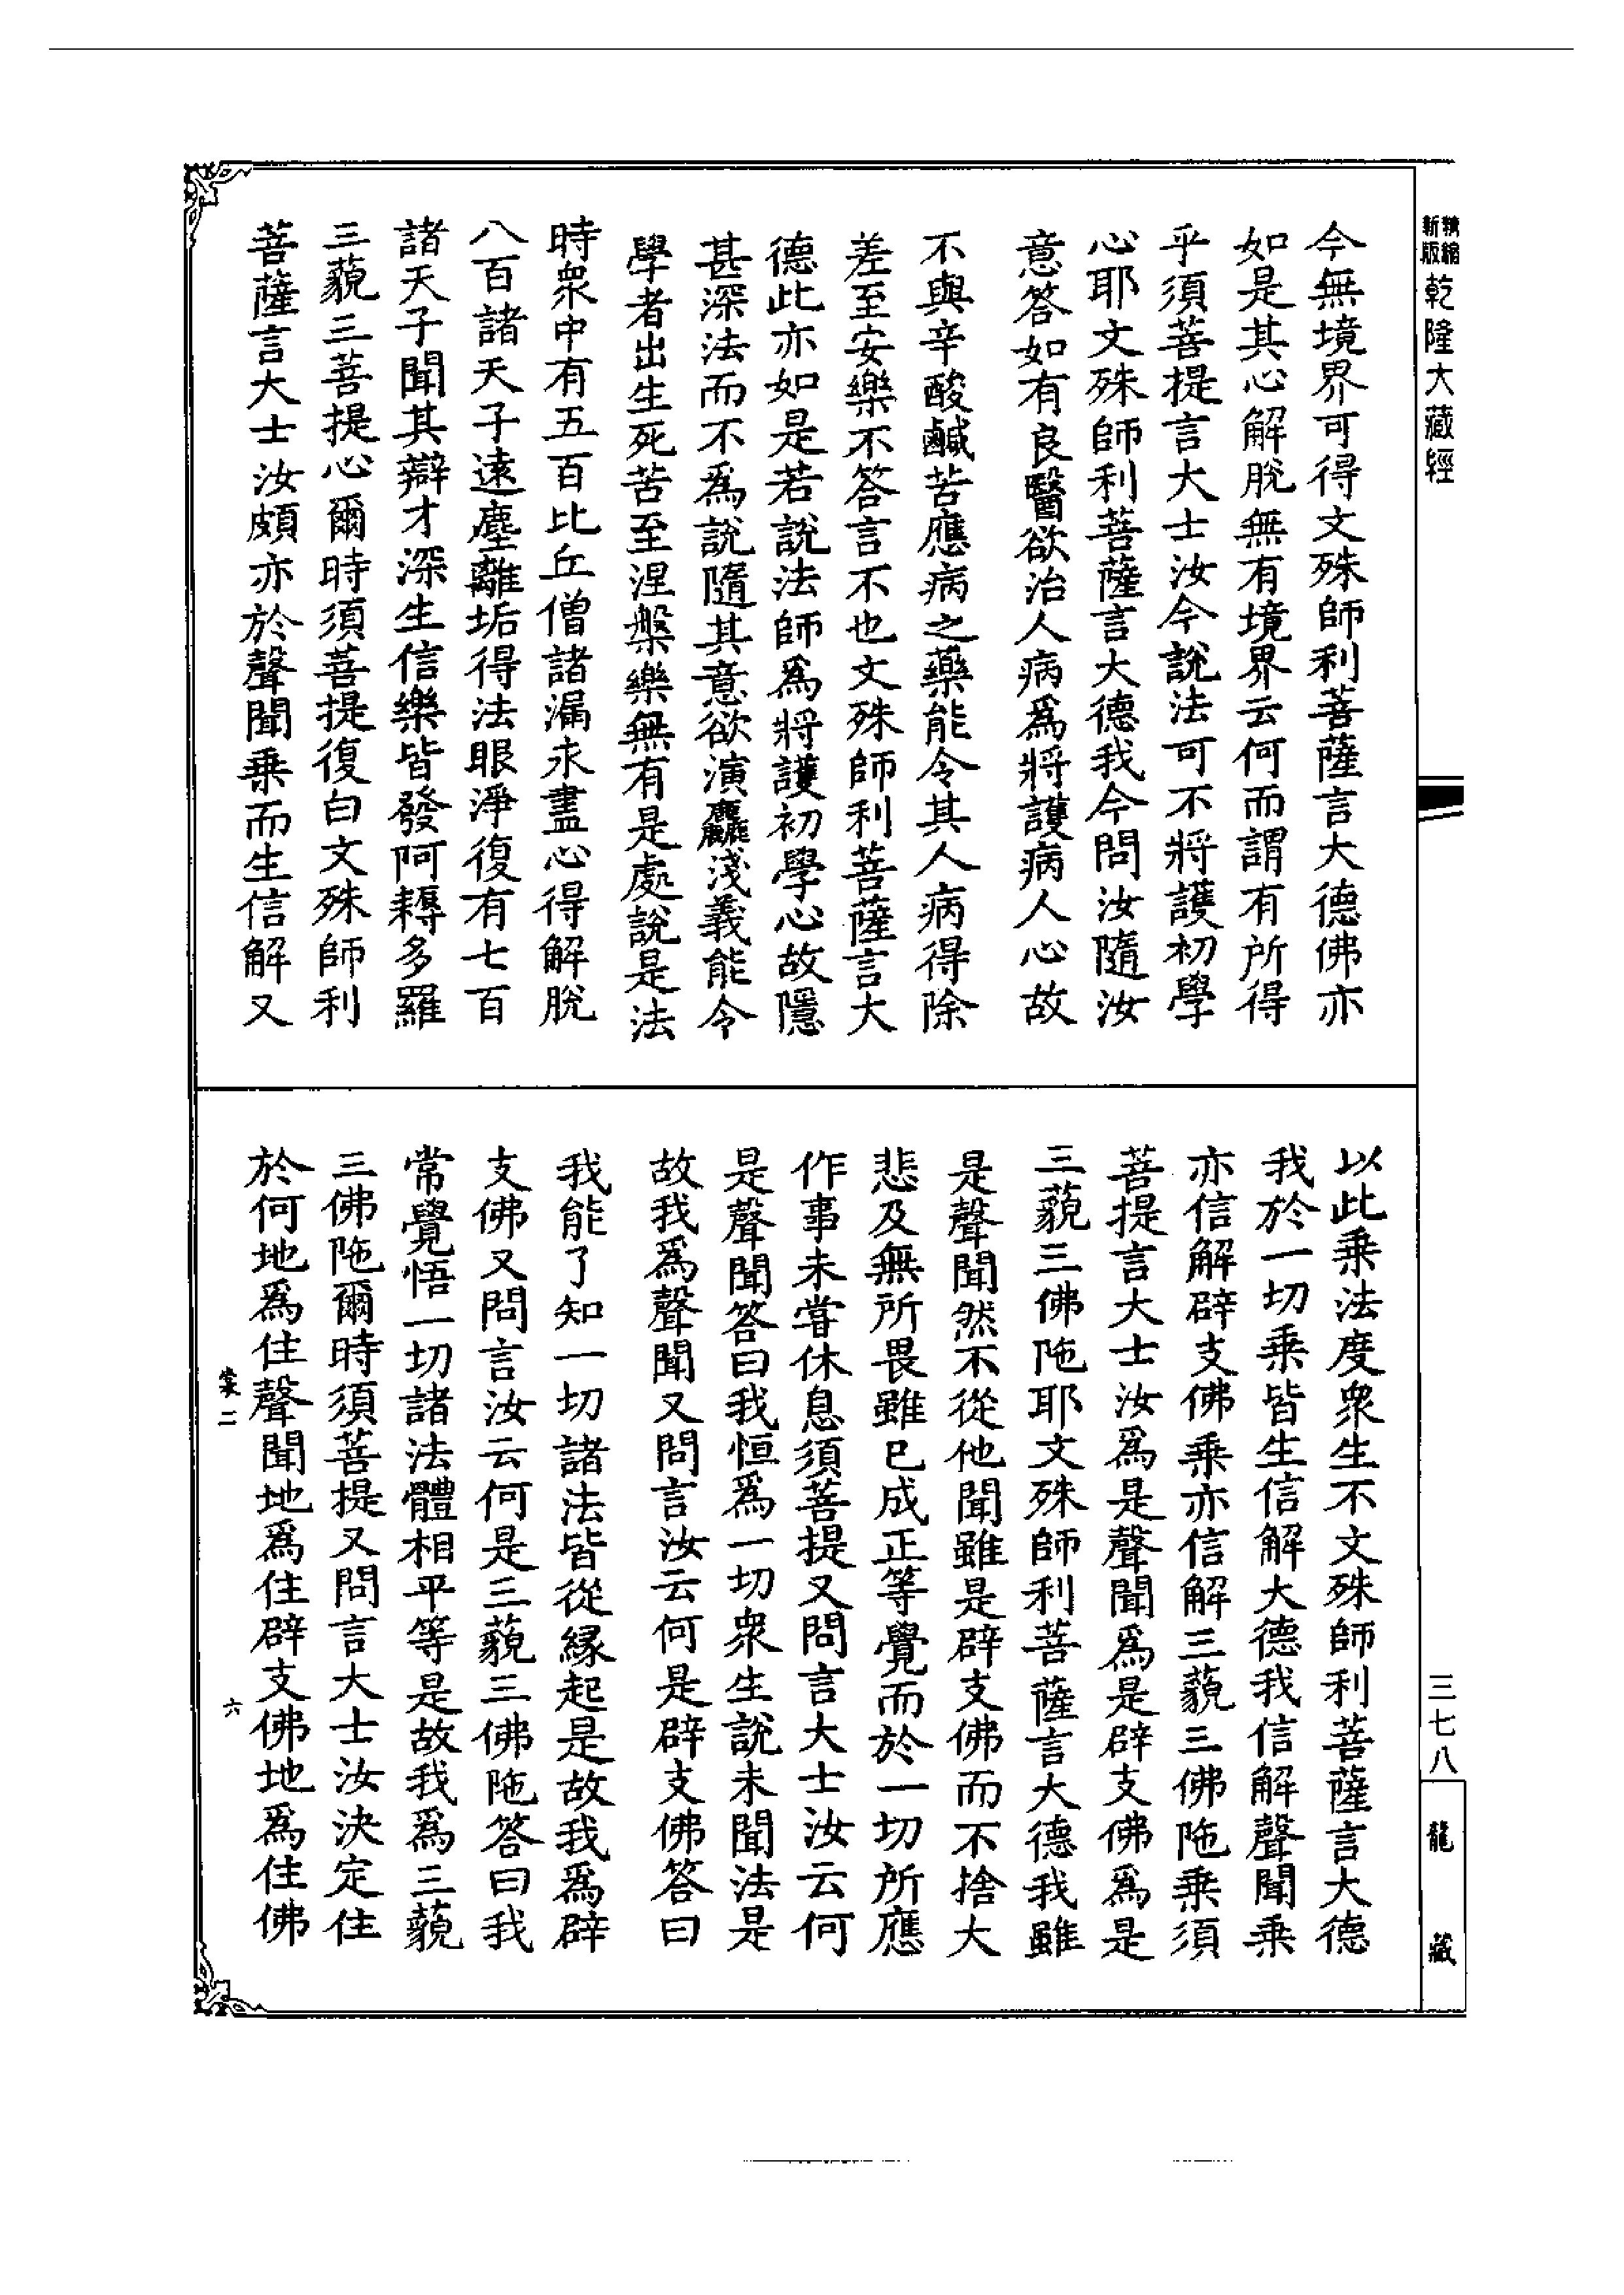 精縮新版
乾隆大藏經
今無境界可得文殊師利菩薩言大德佛亦
如是其心解脫無有境界云何而謂有所得
乎須菩提言大士汝今說法可不將護初學
心耶文殊師利菩薩言大德我今問汝隨汝
意答如有良醫欲治人病爲將護病人心故
不與辛酸鹹苦應病之藥能令其人病得除
差至安樂不答言不也文殊師利菩薩言大
德此亦如是若說法師爲將護初學心故隱
甚深法而不爲說隨其意欲演麤淺義能令
學者出生死苦至涅槃樂無有是處說是法
時衆中有五百比丘僧諸漏永盡心得解脫
八百諸天子遠塵離垢得法眼淨復有七百
諸天子聞其辯才深生信樂皆發阿耨多羅
三藐三菩提心爾時須菩提復白文殊師利
菩薩言大士汝頗亦於聲聞乘而生信解又
以此乘法度衆生不文殊師利菩薩言大德
我於一切乘皆生信解大德我信解聲聞乘
亦信解辟支佛乘亦信解三藐三佛陁乘須
菩提言大士汝爲是聲聞爲是辟支佛爲是
三藐三佛陁耶文殊師利菩薩言大德我雖
是聲聞然不從他聞雖是辟支佛而不捨大
悲及無所畏雖已成正等覺而於一切所應
作事未嘗休息須菩提又問言大士汝云何
是聲聞答曰我恒爲一切衆生說未聞法是
故我爲聲聞又問言汝云何是辟支佛答曰
我能了知一切諸法皆從緣起是故我爲辟
支佛又問言汝云何是三藐三佛陁答曰我
常覺悟一切諸法體相平等是故我爲三藐
三佛陁爾時須菩提又問言大士汝決定住
於何地爲住聲聞地爲住辟支佛地爲住佛
裳二
六
三七八
龍藏